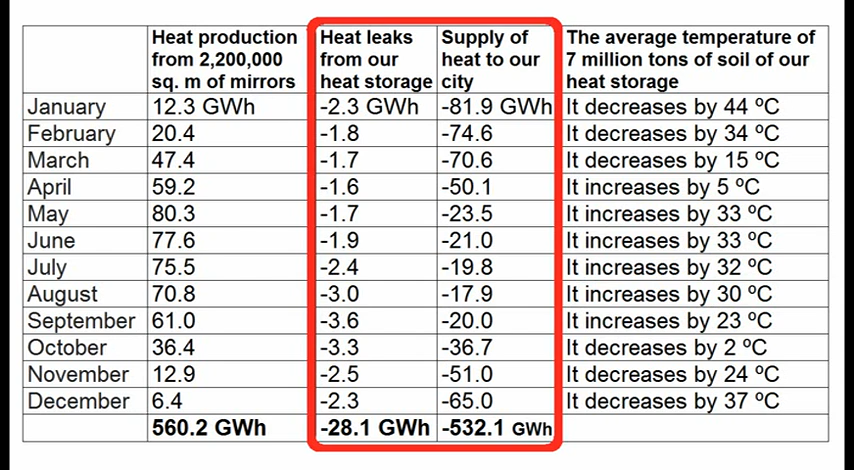 Heat production from 2,200,000 sq. m of mirrors | Heat leaks from our heat storage | Supply of heat to our city | The average temperature of 7 million tons of soil of our heat storage
January 12.3 GWh -2.3 GWh -81.9 GWh It decreases by 44 ºC
February 20.4 -1.8 -74.6 It decreases by 34 ºC
March 47.4 -1.7 -70.6 It decreases by 15 ºC
April 59.2 -1.6 -50.1 It increases by 5 ºC
May 80.3 -1.7 -23.5 It increases by 33 ºC
June 77.6 -1.9 -21.0 It increases by 33 ºC
July 75.5 -2.4 -19.8 It increases by 32 ºC
August 70.8 -3.0 -17.9 It increases by 30 ºC
September 61.0 -3.6 -20.0 It increases by 23 ºC
October 36.4 -3.3 -36.7 It decreases by 2 ºC
November 12.9 -2.5 -51.0 It decreases by 24 ºC
December 6.4 -2.3 -65.0 It decreases by 37 ºC
560.2 GWh -28.1 GWh -532.1 GWh